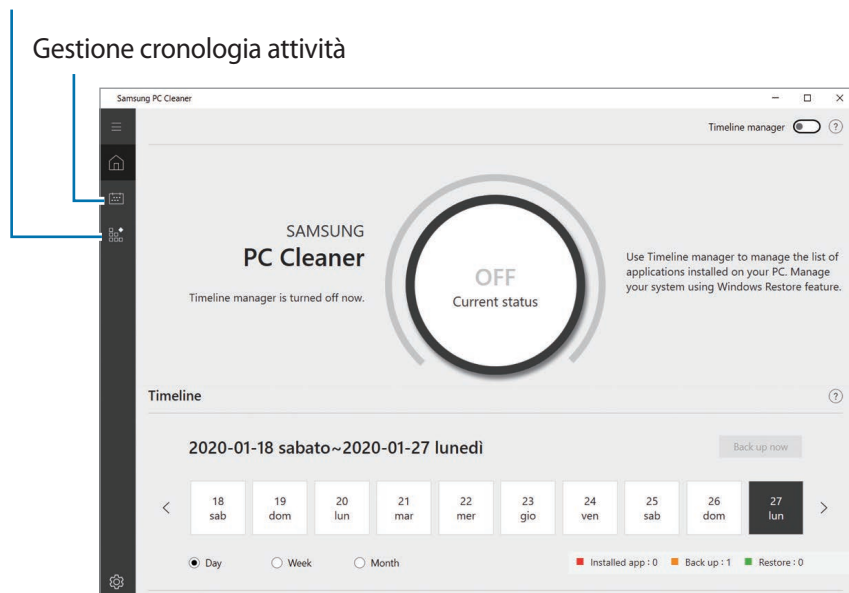 Gestione cronologia attività
Samsung PC Cleaner
Timeline manager
?
SAMSUNG
PC Cleaner
Timeline manager is turned off now.
OFF
Current status
Use Timeline manager to manage the list of
applications installed on your PC. Manage
your system using Windows Restore feature.
Timeline
?
2020-01-18 sabato~2020-01-27 lunedì
Back up now
18 19 20 21 22 23 24 25 26 27
sab dom lun mar mer gio ven sab dom lun
Day Week Month
Installed app : 0 Back up : 1 Restore : 0